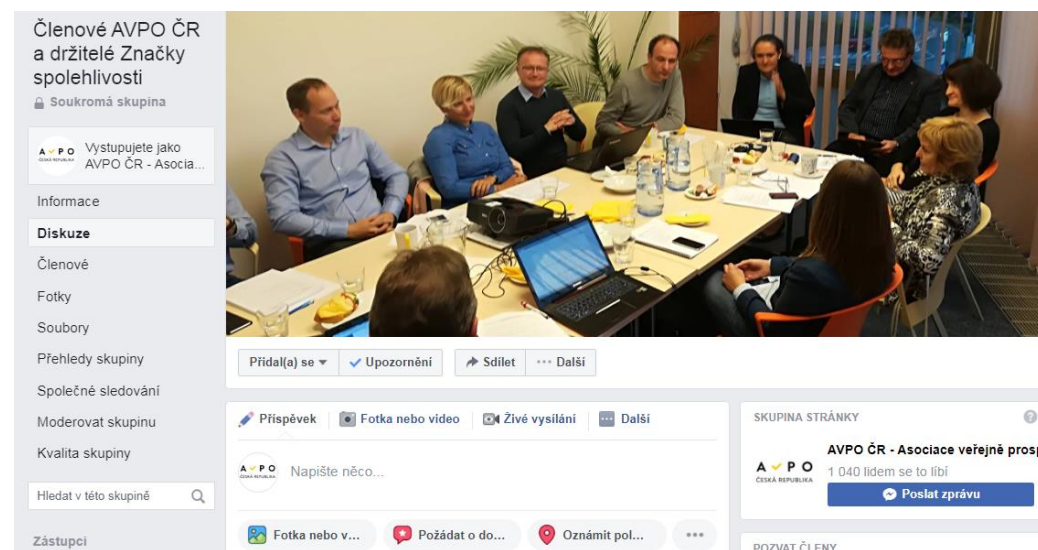 Členové AVPO ČR
a držitelé Značky
spolehlivosti
Soukromá skupina
AVPO
ČESKÁ REPUBLIKA
Vystupujete jako
AVPO ČR - Asocia...
Informace
Diskuze
Členové
Fotky
Soubory
Přehledy skupiny
Společné sledování
Moderovat skupinu
Kvalita skupiny
Hledat v této skupině
Zástupci
Přidal(a) se
Upozornění
Sdílet
Další
Příspěvek
Fotka nebo video
Živé vysílání
Další
AVPO
ČESKÁ REPUBLIKA
Napište něco...
Fotka nebo v...
Požádat o do...
Oznámit pol...
SKUPINA STRÁNKY
AVPO
ČESKÁ REPUBLIKA
AVPO ČR - Asociace veřejně prosp
1 040 lidem se to líbí
Poslat zprávu
POZVAT ČLENY